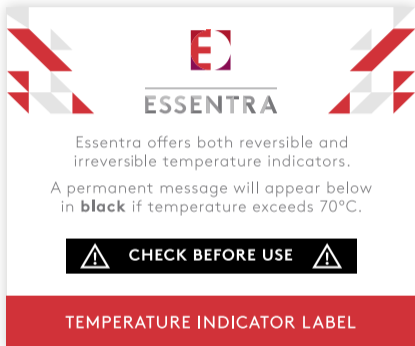 ESSENTRA
Essentra offers both reversible and
irreversible temperature indicators.
A permanent message will appear below
in black if temperature exceeds 70°C.
CHECK BEFORE USE
TEMPERATURE INDICATOR LABEL